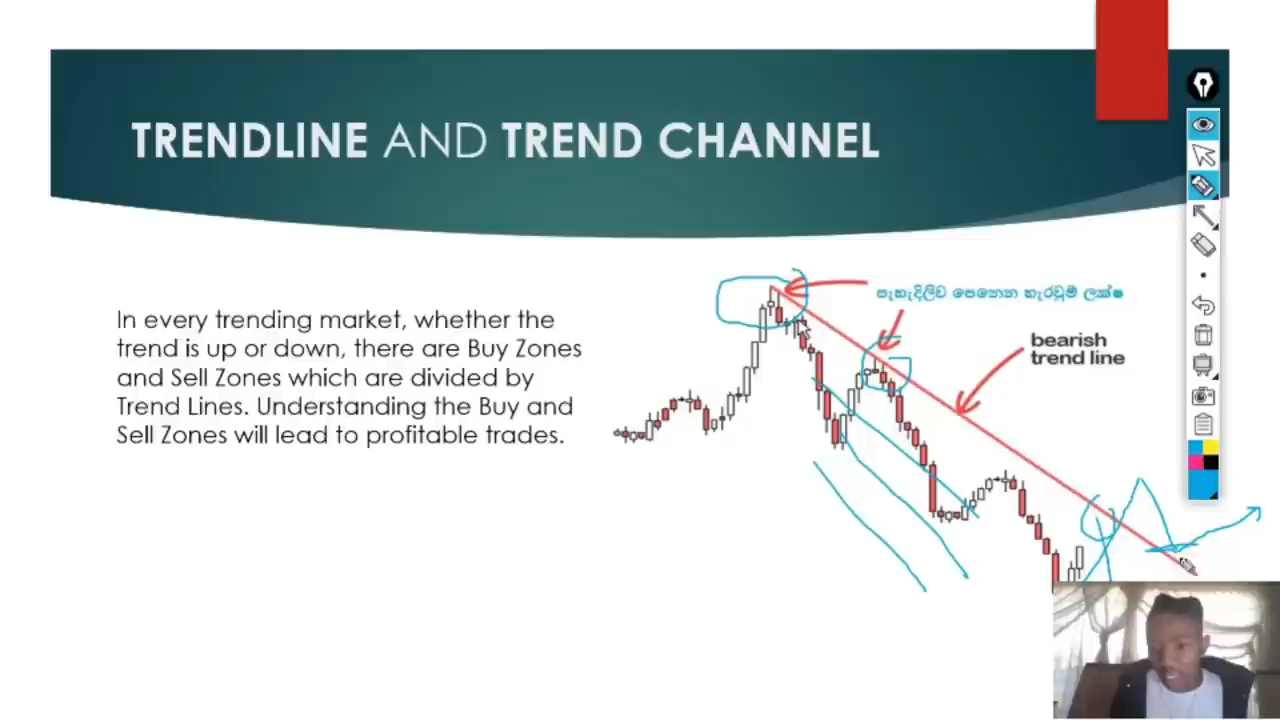 TRENDLINE AND TREND CHANNEL
In every trending market, whether the
trend is up or down, there are Buy Zones
and Sell Zones which are divided by
Trend Lines. Understanding the Buy and
Sell Zones will lead to profitable trades.
පැහැදිලිව පෙනෙන හැරවුම් ලක්ෂ
bearish
trend line